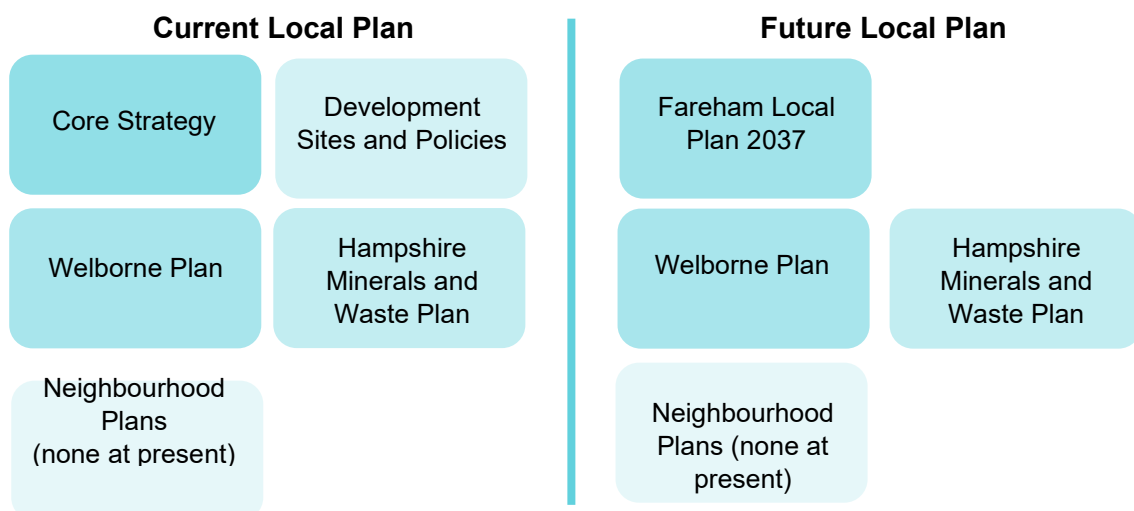 Current Local Plan
Core Strategy
Development
Sites and Policies
Welborne Plan
Hampshire
Minerals and
Waste Plan
Neighbourhood
Plans
(none at present)
Future Local Plan
Fareham Local
Plan 2037
Welborne Plan
Hampshire
Minerals and
Waste Plan
Neighbourhood
Plans (none at
present)